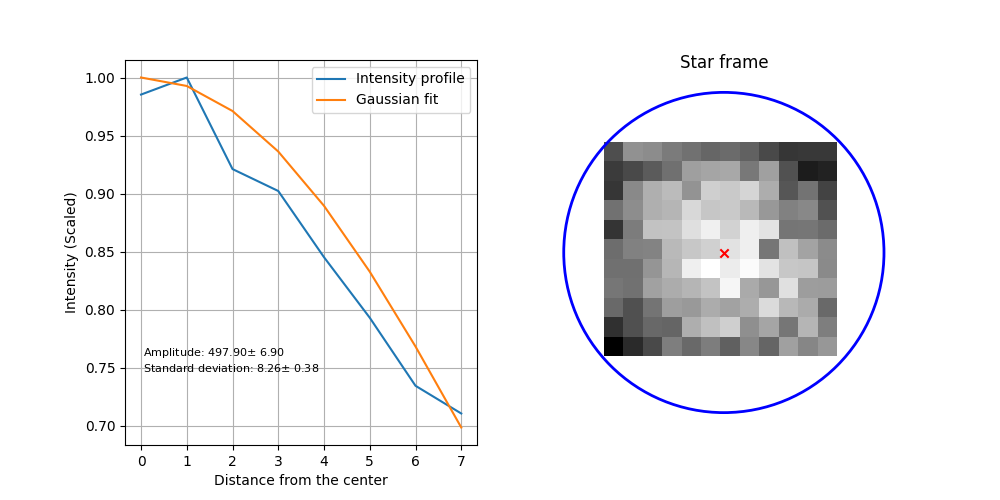 Star frame
Intensity profile
Gaussian fit
1.00
0.95
0.90
0.85
0.80
0.75
0.70
Intensity (Scaled)
Amplitude: 497.90± 6.90
Standard deviation: 8.26± 0.38
0 1 2 3 4 5 6 7
Distance from the center